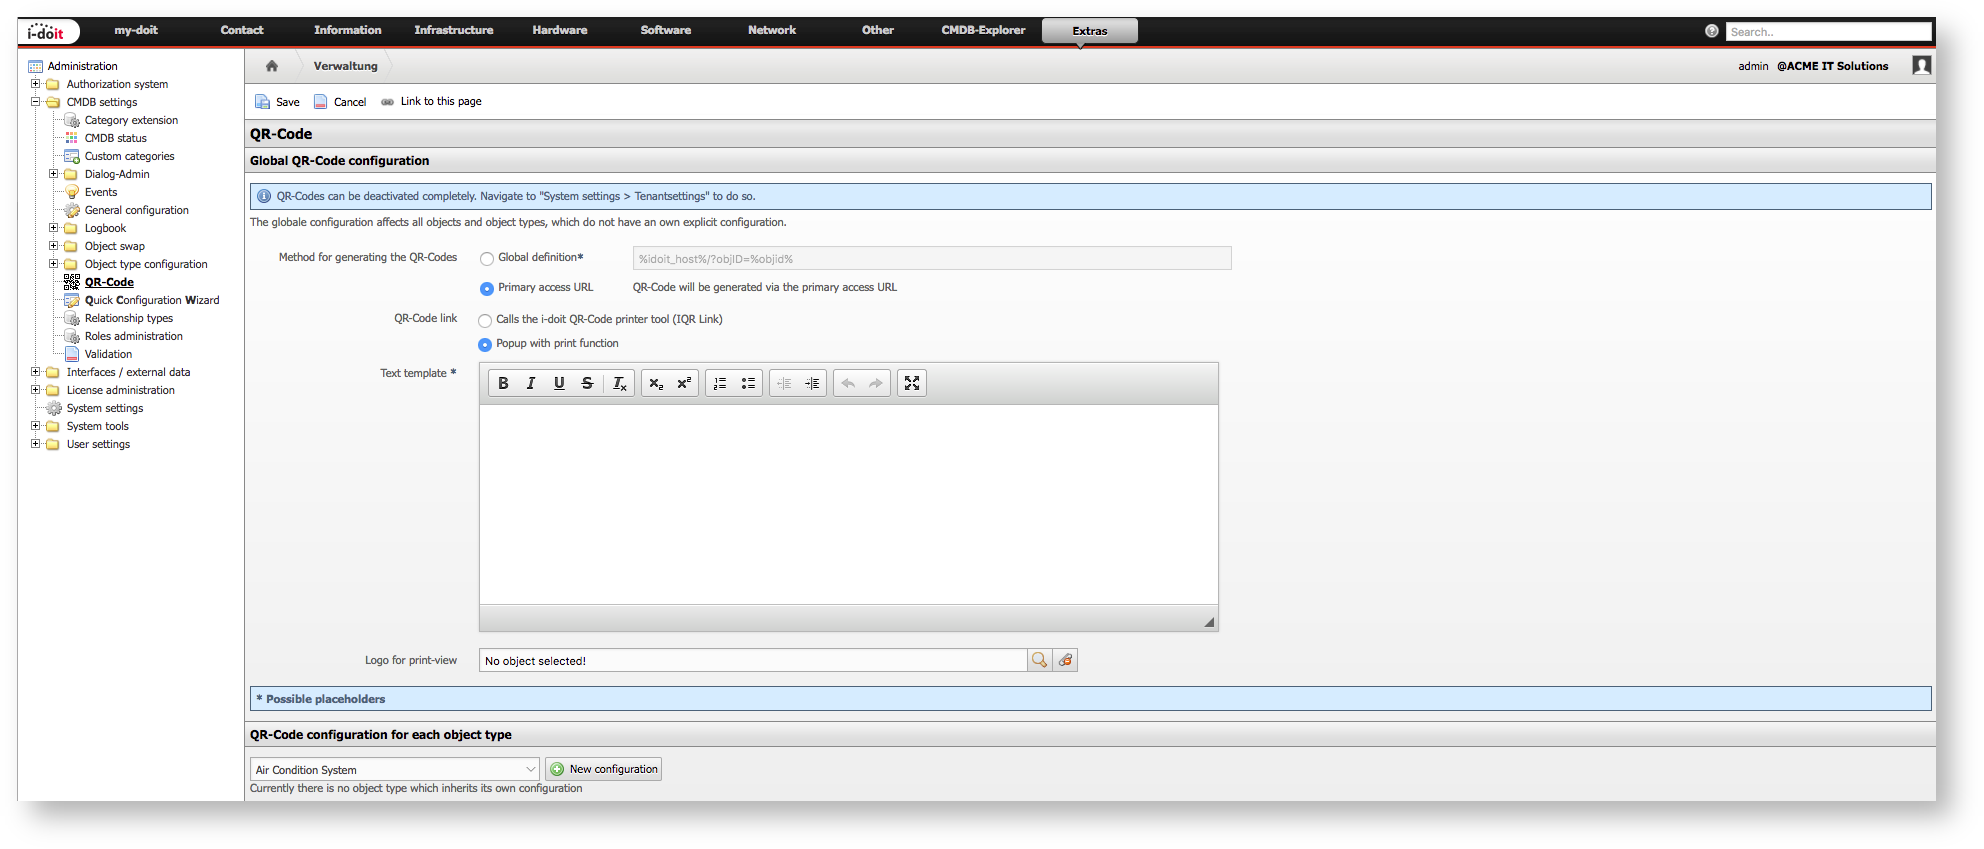 i-doit my-doit Contact Information Infrastructure Hardware Software Network Other CMDB-Explorer Extras Search..
Administration
Authorization system
CMDB settings
Category extension
CMDB status
Custom categories
Dialog-Admin
Events
General configuration
Logbook
Object swap
Object type configuration
QR-Code
Quick Configuration Wizard
Relationship types
Roles administration
Validation
Interfaces / external data
License administration
System settings
System tools
User settings
Verwaltung admin @ACME IT Solutions
Save Cancel Link to this page
QR-Code
Global QR-Code configuration
QR-Codes can be deactivated completely. Navigate to "System settings > Tenantsettings" to do so.
The globale configuration affects all objects and object types, which do not have an own explicit configuration.
Method for generating the QR-Codes Global definition* %idoit_host%/?objID=%objid%
Primary access URL QR-Code will be generated via the primary access URL
QR-Code link Calls the i-doit QR-Code printer tool (IQR Link)
Popup with print function
Text template *
B I U S Tx x₂ x²
Logo for print-view No object selected!
* Possible placeholders
QR-Code configuration for each object type
Air Condition System New configuration
Currently there is no object type which inherits its own configuration